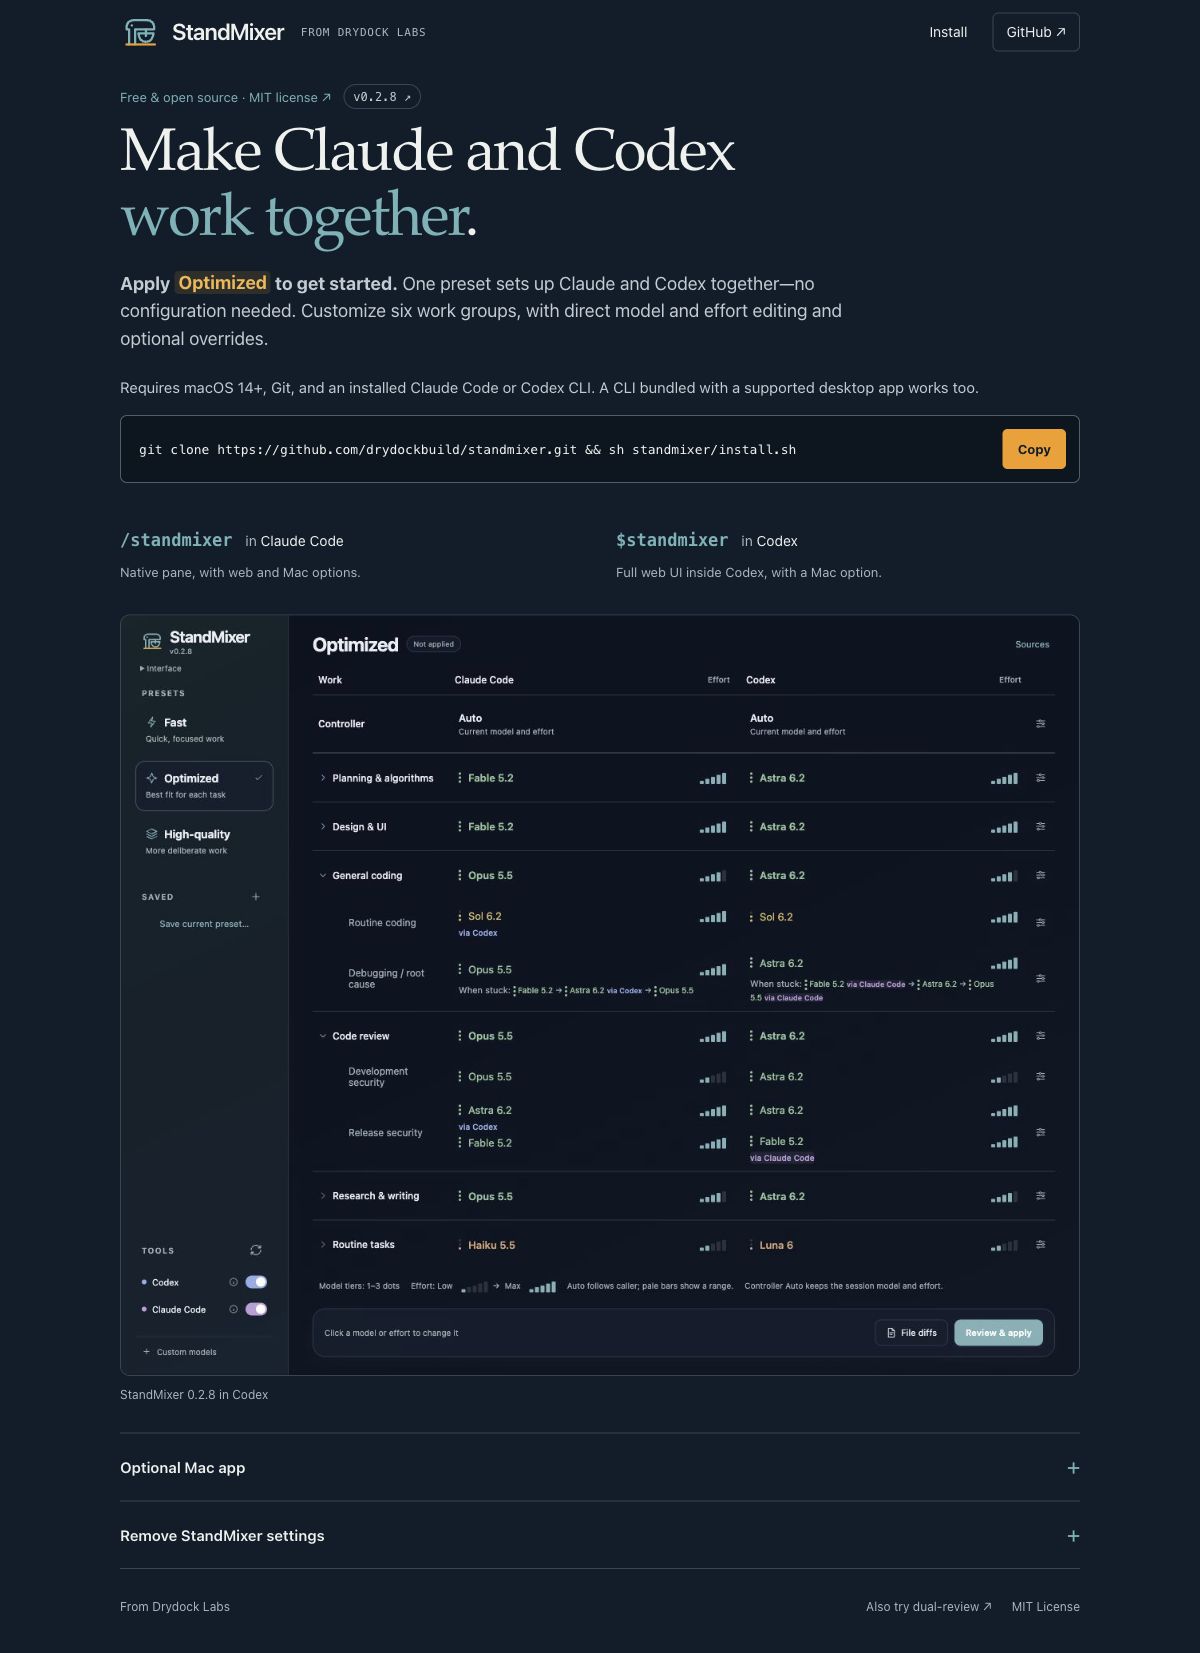 StandMixer FROM DRYDOCK LABS
Install
GitHub ↗
Free & open source · MIT license ↗ v0.2.8 ↗
Make Claude and Codex
work together.
Apply Optimized to get started. One preset sets up Claude and Codex together—no
configuration needed. Customize six work groups, with direct model and effort editing and
optional overrides.
Requires macOS 14+, Git, and an installed Claude Code or Codex CLI. A CLI bundled with a supported desktop app works too.
git clone https://github.com/drydockbuild/standmixer.git && sh standmixer/install.sh
Copy
/standmixer in Claude Code
Native pane, with web and Mac options.
$standmixer in Codex
Full web UI inside Codex, with a Mac option.
StandMixer
v0.2.8
Interface
PRESETS
Fast
Quick, focused work
Optimized
Best fit for each task
High-quality
More deliberate work
SAVED +
Save current preset...
TOOLS
Codex
Claude Code
+ Custom models
Optimized Not applied
Sources
Work Claude Code Effort Codex Effort
Controller Auto Auto
Current model and effort Current model and effort
Planning & algorithms Fable 5.2 Astra 6.2
Design & UI Fable 5.2 Astra 6.2
General coding Opus 5.5 Astra 6.2
Routine coding Sol 6.2 Sol 6.2
via Codex
Debugging / root
cause
Opus 5.5
When stuck: Fable 5.2 → Astra 6.2 via Codex → Opus 5.5
Astra 6.2
When stuck: Fable 5.2 via Claude Code → Astra 6.2 → Opus
5.5 via Claude Code
Code review Opus 5.5 Astra 6.2
Development
security
Opus 5.5 Astra 6.2
Release security
Astra 6.2
via Codex
Fable 5.2
Astra 6.2
Fable 5.2
via Claude Code
Research & writing Opus 5.5 Astra 6.2
Routine tasks Haiku 5.5 Luna 6
Model tiers: 1–3 dots Effort: Low → Max Auto follows caller; pale bars show a range. Controller Auto keeps the session model and effort.
Click a model or effort to change it
File diffs
Review & apply
StandMixer 0.2.8 in Codex
Optional Mac app +
Remove StandMixer settings +
From Drydock Labs
Also try dual-review ↗ MIT License